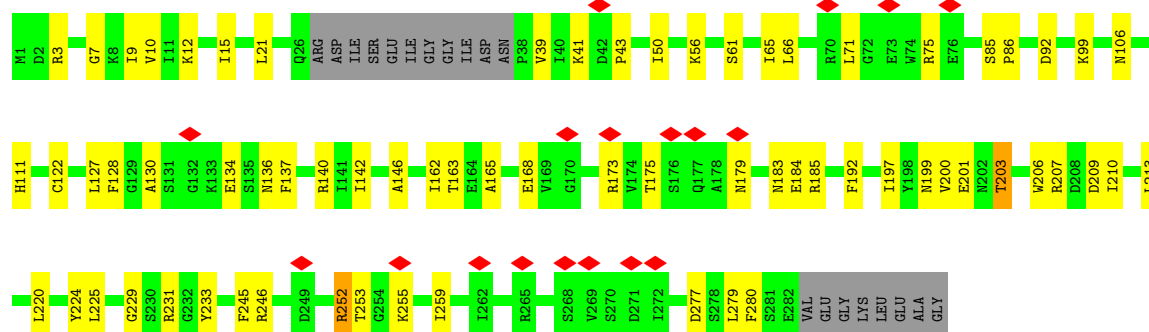 M1 D2 R3 G7 K8 I9 V10 I11 K12 I15 L21 Q26 ARG ASP ILE SER GLU ILE GLY GLY ILE ASP ASN P38 V39 I40 K41 D42 P43 I50 K56 S61 I65 L66 R70 L71 G72 E73 W74 R75 E76 S85 P86 D92 K99 N106
H111 C122 L127 F128 G129 A130 S131 G132 K133 E134 S135 N136 F137 R140 I141 I142 A146 I162 T163 E164 A165 E168 V169 G170 R173 V174 T175 S176 Q177 A178 N179 N183 E184 R185 F192 I197 Y198 N199 V200 E201 N202 T203 W206 R207 D208 D209 I210
L220 Y224 L225 G229 S230 R231 G232 Y233 F245 R246 D249 R252 T253 G254 K255 I259 I262 R265 S268 V269 S270 D271 I272 D277 S278 L279 F280 S281 E282 VAL GLU GLY LYS LEU GLU ALA GLY